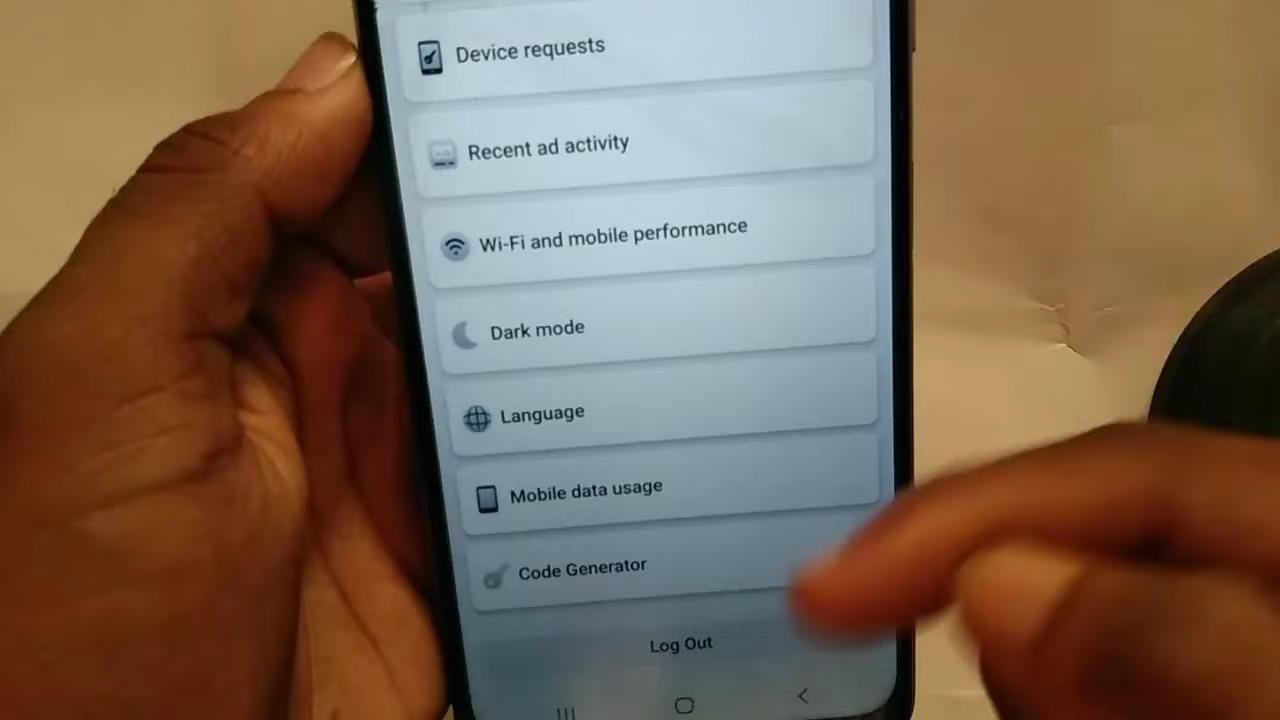 Device requests
Recent ad activity
Wi-Fi and mobile performance
Dark mode
Language
Mobile data usage
Code Generator
Log Out